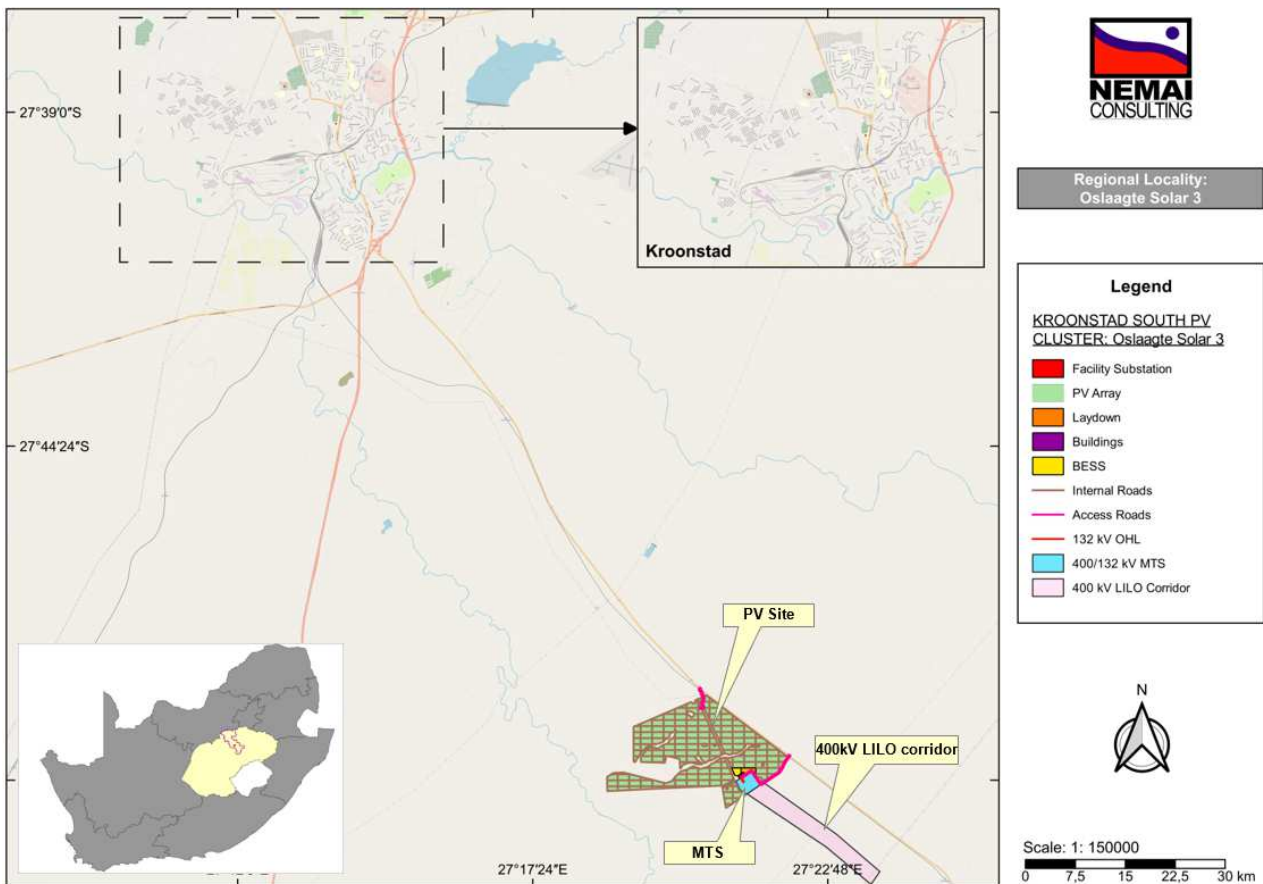 27°39'0"S
27°44'24"S
Kroonstad
PV Site
400kV LILO corridor
MTS
27°17'24"E
27°22'48"E
NEMAI
CONSULTING
Regional Locality:
Oslaagte Solar 3
Legend
KROONSTAD SOUTH PV
CLUSTER: Oslaagte Solar 3
Facility Substation
PV Array
Laydown
Buildings
BESS
Internal Roads
Access Roads
132 kV OHL
400/132 kV MTS
400 kV LILO Corridor
N
Scale: 1: 150000
0 7,5 15 22,5 30 km